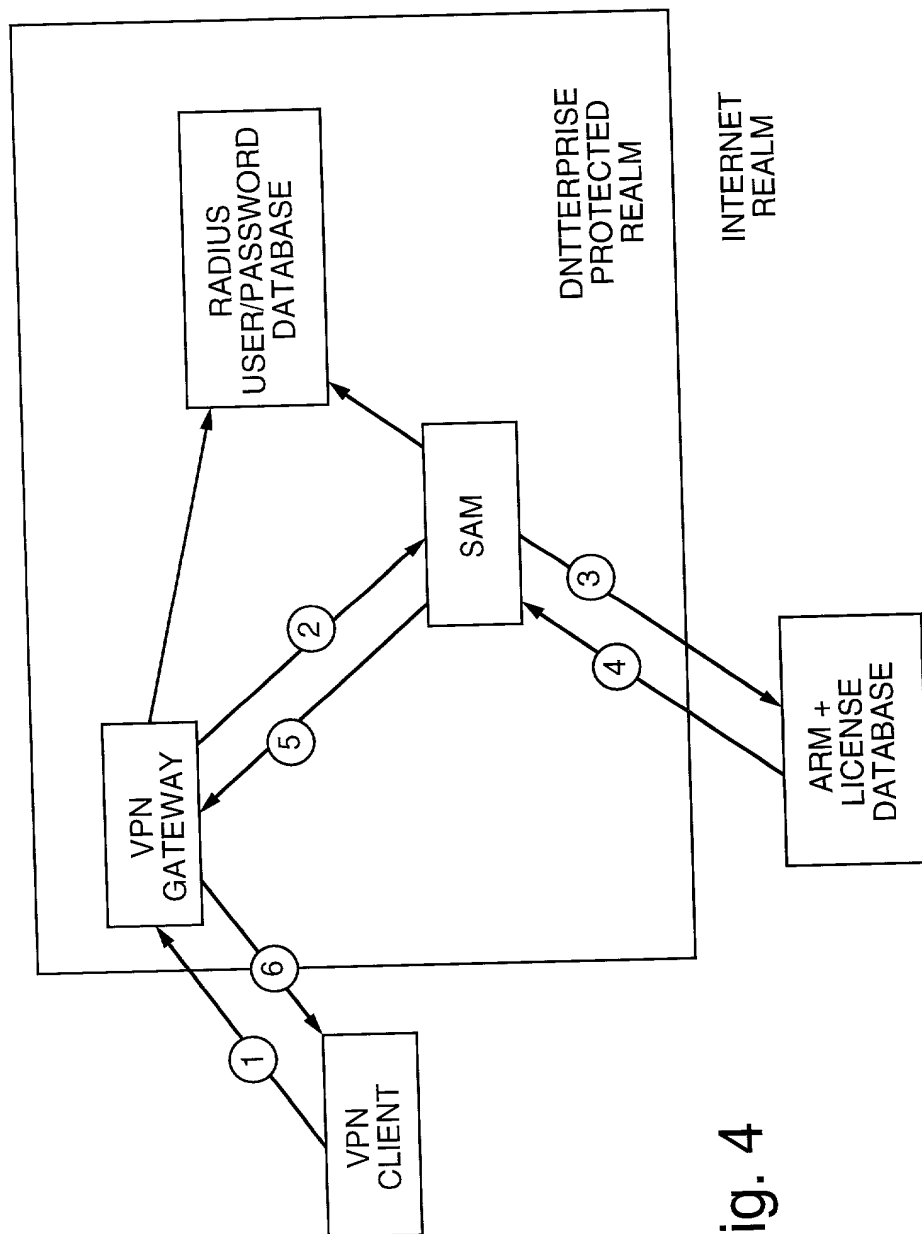 VPN
CLIENT
1
6
VPN
GATEWAY
5
2
RADIUS
USER/PASSWORD
DATABASE
SAM
4
3
DNTTERPRISE
PROTECTED
REALM
INTERNET
REALM
ARM +
LICENSE
DATABASE
ig. 4